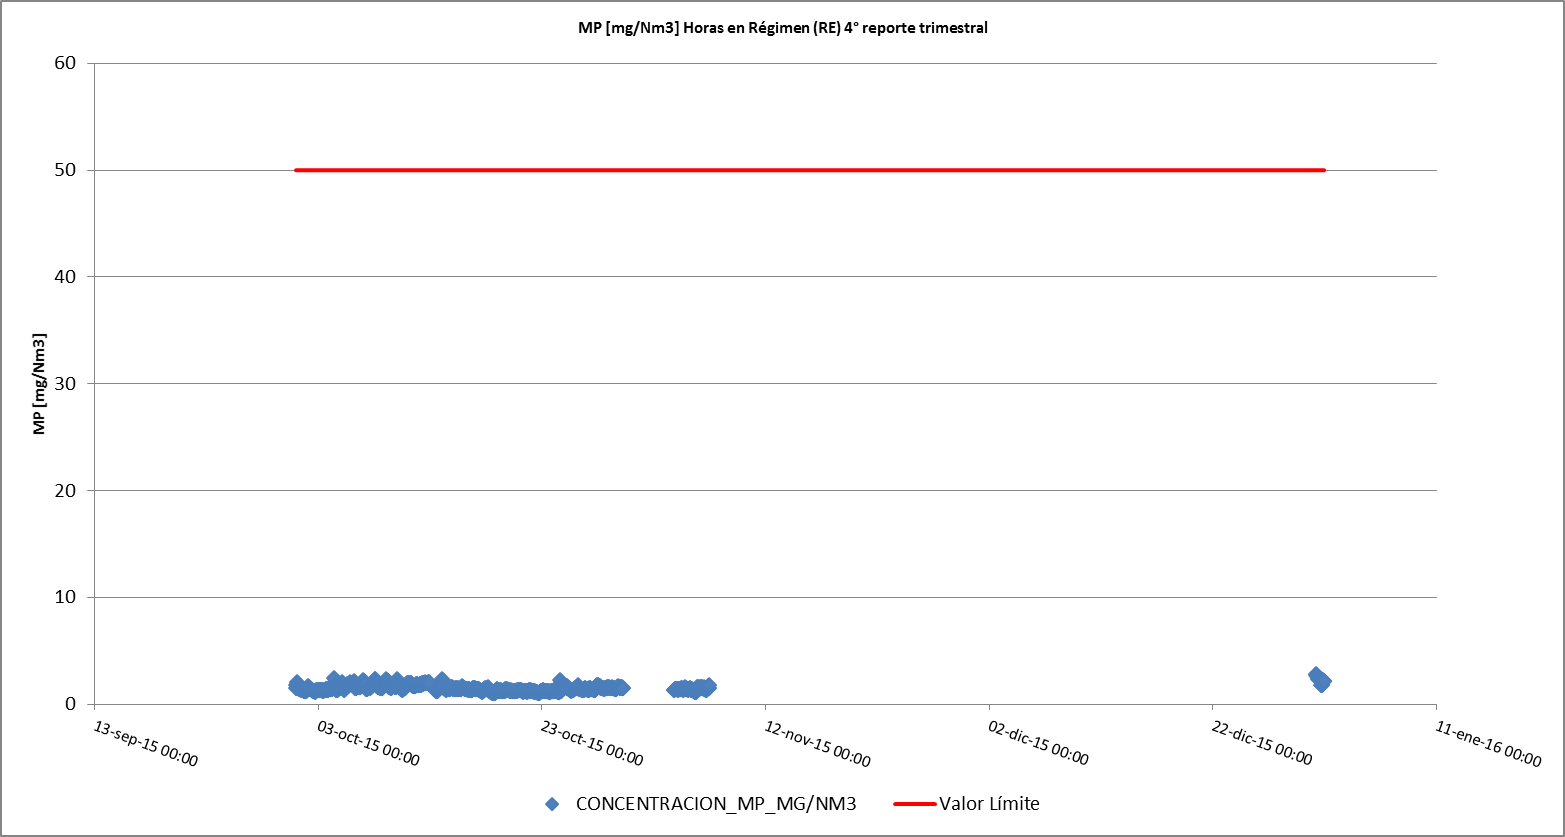 MP [mg/Nm3] Horas en Régimen (RE) 4° reporte trimestral
60
50
40
30
20
10
0
MP [mg/Nm3]
13-sep-15 00:00
03-oct-15 00:00
23-oct-15 00:00
12-nov-15 00:00
02-dic-15 00:00
22-dic-15 00:00
11-ene-16 00:00
CONCENTRACION_MP_MG/NM3
Valor Límite